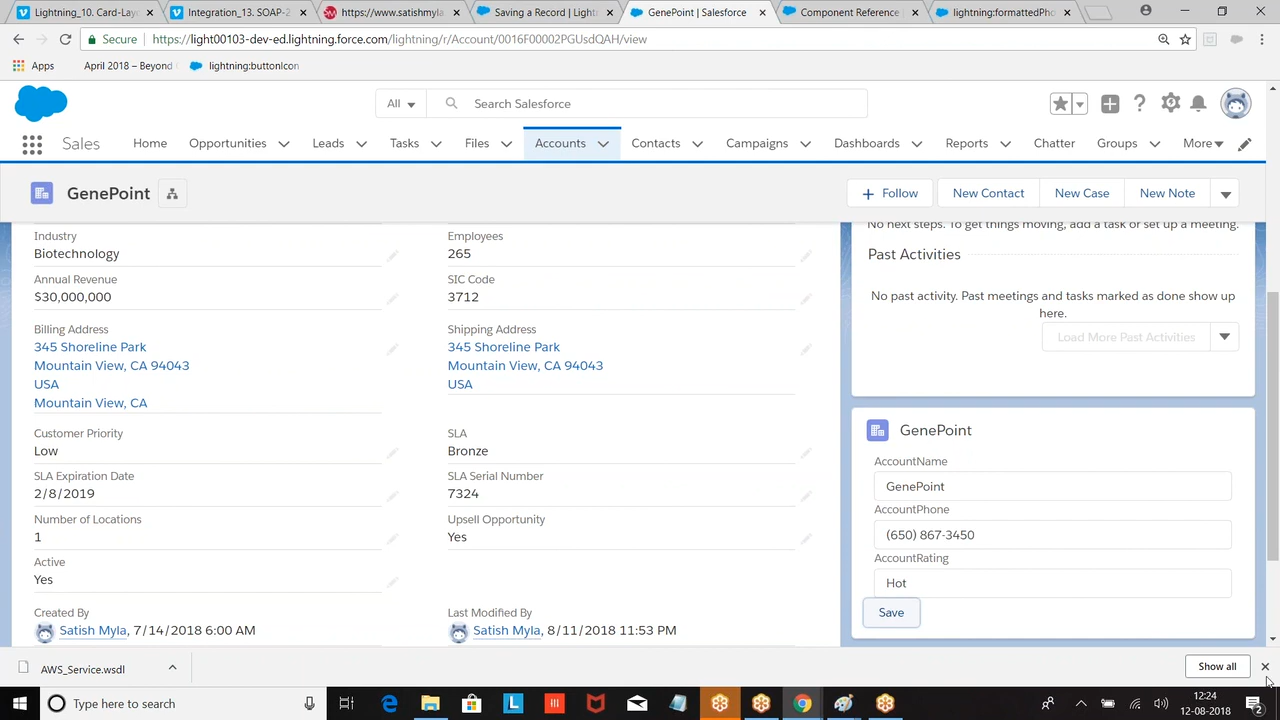 Lightning_10. Card-Laye
Integration_13. SOAP-2
https://www.satishmyla
Saving a Record | Lightn
GenePoint | Salesforce
Component Reference |
lightning:formattedPho
Secure | https://light00103-dev-ed.lightning.force.com/lightning/r/Account/0016F00002PGUsdQAH/view
Apps
April 2018 – Beyond
lightning:buttonIcon
All
Search Salesforce
Sales
Home
Opportunities
Leads
Tasks
Files
Accounts
Contacts
Campaigns
Dashboards
Reports
Chatter
Groups
More
GenePoint
Follow
New Contact
New Case
New Note
Industry
Biotechnology
Employees
265
Annual Revenue
$30,000,000
SIC Code
3712
Billing Address
345 Shoreline Park
Mountain View, CA 94043
USA
Mountain View, CA
Shipping Address
345 Shoreline Park
Mountain View, CA 94043
USA
Customer Priority
Low
SLA
Bronze
SLA Expiration Date
2/8/2019
SLA Serial Number
7324
Number of Locations
1
Upsell Opportunity
Yes
Active
Yes
Created By
Satish Myla, 7/14/2018 6:00 AM
Last Modified By
Satish Myla, 8/11/2018 11:53 PM
No next steps. To get things moving, add a task or set up a meeting.
Past Activities
No past activity. Past meetings and tasks marked as done show up
here.
Load More Past Activities
GenePoint
AccountName
GenePoint
AccountPhone
(650) 867-3450
AccountRating
Hot
Save
AWS_Service.wsdl
Show all
Type here to search
12:24
12-08-2018